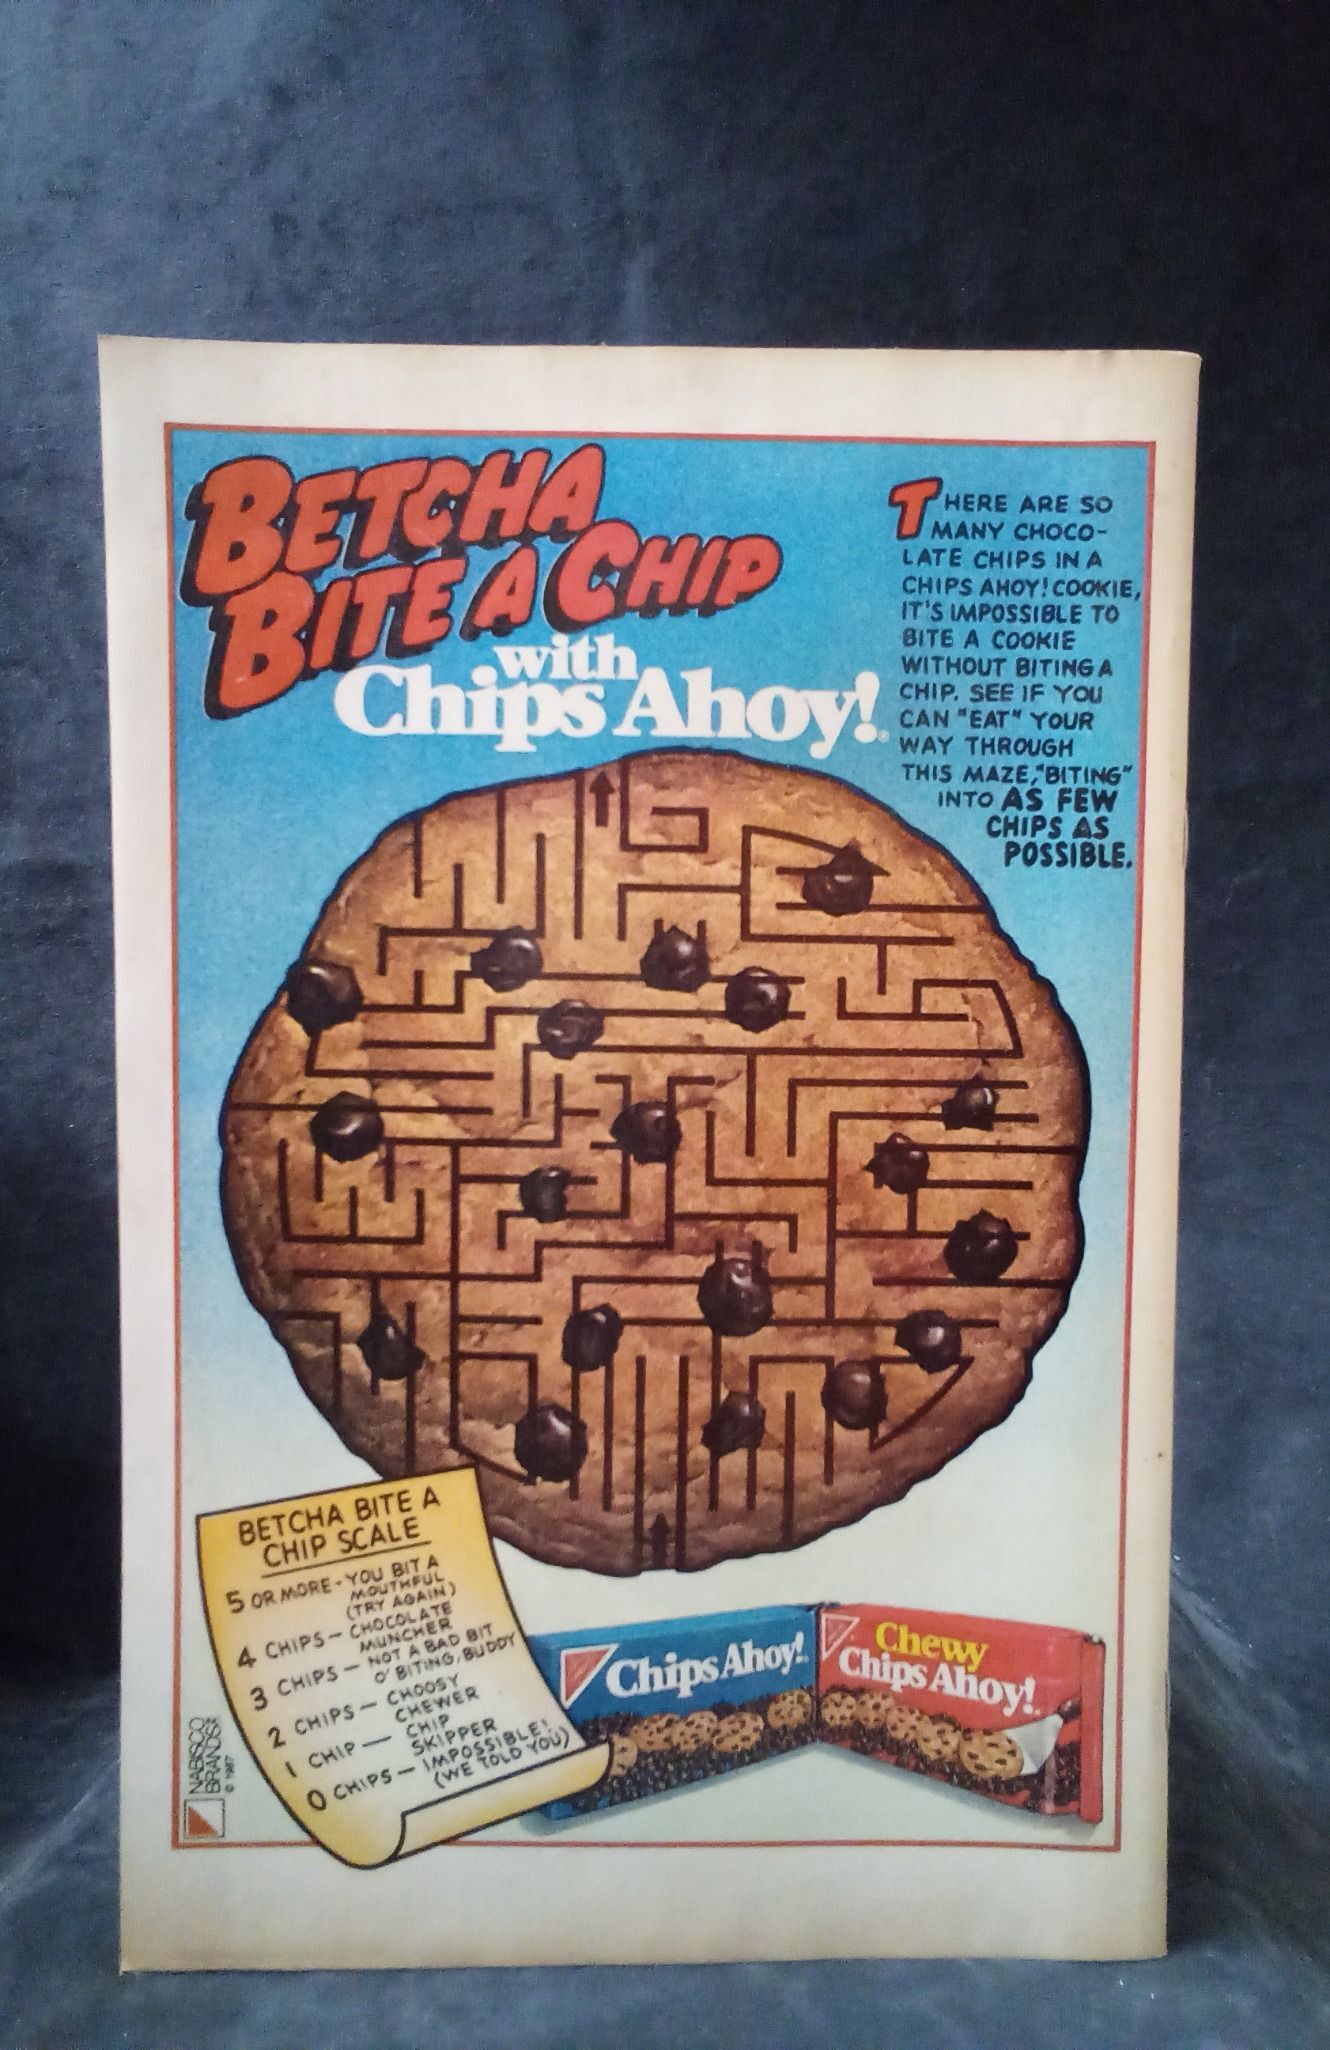 BETCHA
BITE A CHIP
with
Chips Ahoy!®
THERE ARE SO
MANY CHOCO-
LATE CHIPS IN A
CHIPS AHOY! COOKIE,
IT'S IMPOSSIBLE TO
BITE A COOKIE
WITHOUT BITING A
CHIP. SEE IF YOU
CAN "EAT" YOUR
WAY THROUGH
THIS MAZE, "BITING"
INTO AS FEW
CHIPS AS
POSSIBLE.
BETCHA BITE A
CHIP SCALE
5 OR MORE - YOU BIT A
MOUTHFUL
(TRY AGAIN)
4 CHIPS - CHOCOLATE
MUNCHER
3 CHIPS - NOT A BAD BIT
O' BITING, BUDDY
2 CHIPS - CHOOSY
CHEWER
1 CHIP - CHIP
SKIPPER
0 CHIPS - IMPOSSIBLE!
(WE TOLD YOU)
NABISCO
BRANDS
© 1987
Chips Ahoy!
Chewy
Chips Ahoy!